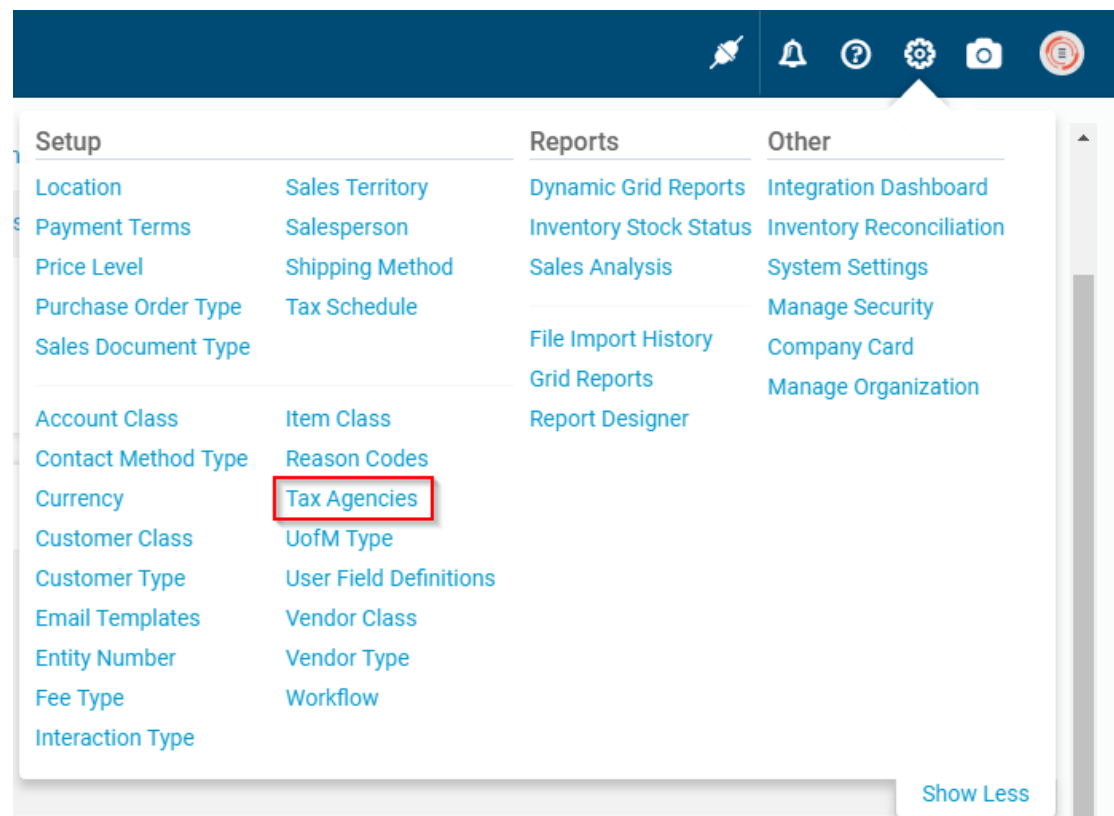 Setup
Location
Payment Terms
Price Level
Purchase Order Type
Sales Document Type
Sales Territory
Salesperson
Shipping Method
Tax Schedule
Account Class
Contact Method Type
Currency
Customer Class
Customer Type
Email Templates
Entity Number
Fee Type
Interaction Type
Item Class
Reason Codes
Tax Agencies
UofM Type
User Field Definitions
Vendor Class
Vendor Type
Workflow
Reports
Dynamic Grid Reports
Inventory Stock Status
Sales Analysis
File Import History
Grid Reports
Report Designer
Other
Integration Dashboard
Inventory Reconciliation
System Settings
Manage Security
Company Card
Manage Organization
Show Less